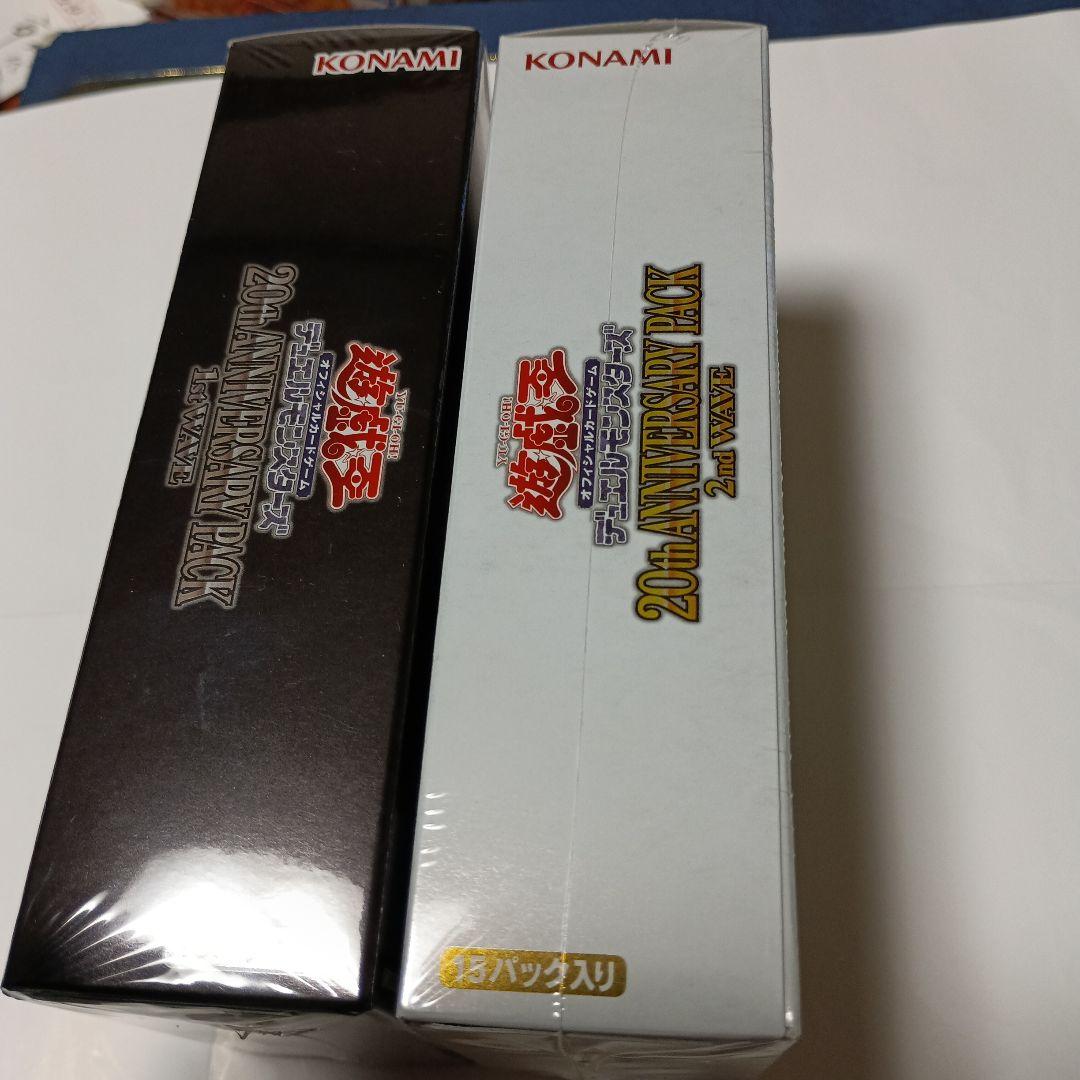 KONAMI
YU-GI-OH!
遊戯王
オフィシャルカードゲーム
デュエルモンスターズ
20th ANNIVERSARY PACK
1st WAVE
KONAMI
YU-GI-OH!
遊戯王
オフィシャルカードゲーム
デュエルモンスターズ
20th ANNIVERSARY PACK
2nd WAVE
15パック入り